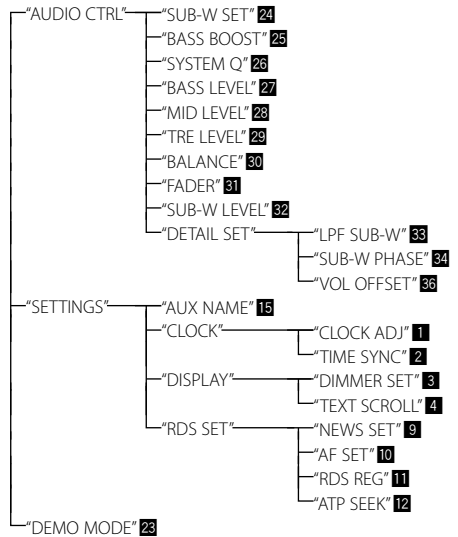 “AUDIO CTRL” “SUB-W SET” 24
“BASS BOOST” 25
“SYSTEM Q” 26
“BASS LEVEL” 27
“MID LEVEL” 28
“TRE LEVEL” 29
“BALANCE” 30
“FADER” 31
“SUB-W LEVEL” 32
“DETAIL SET” “LPF SUB-W” 33
“SUB-W PHASE” 34
“VOL OFFSET” 36
“SETTINGS” “AUX NAME” 15
“CLOCK” “CLOCK ADJ” 1
“TIME SYNC” 2
“DISPLAY” “DIMMER SET” 3
“TEXT SCROLL” 4
“RDS SET” “NEWS SET” 9
“AF SET” 10
“RDS REG” 11
“ATP SEEK” 12
“DEMO MODE” 23